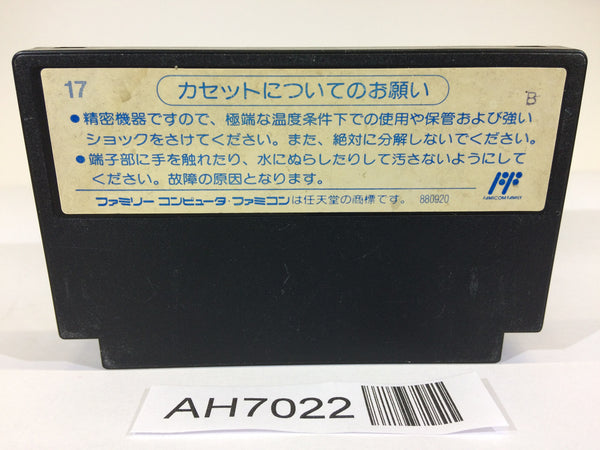 17
カセットについてのお願い
B
●精密機器ですので、極端な温度条件下での使用や保管および強い
ショックをさけてください。また、絶対に分解しないでください。
●端子部に手を触れたり、水にぬらしたりして汚さないようにして
ください。故障の原因となります。
ファミリー コンピュータ・ファミコンは任天堂の商標です。 880920
FAMICOM FAMILY
AH7022